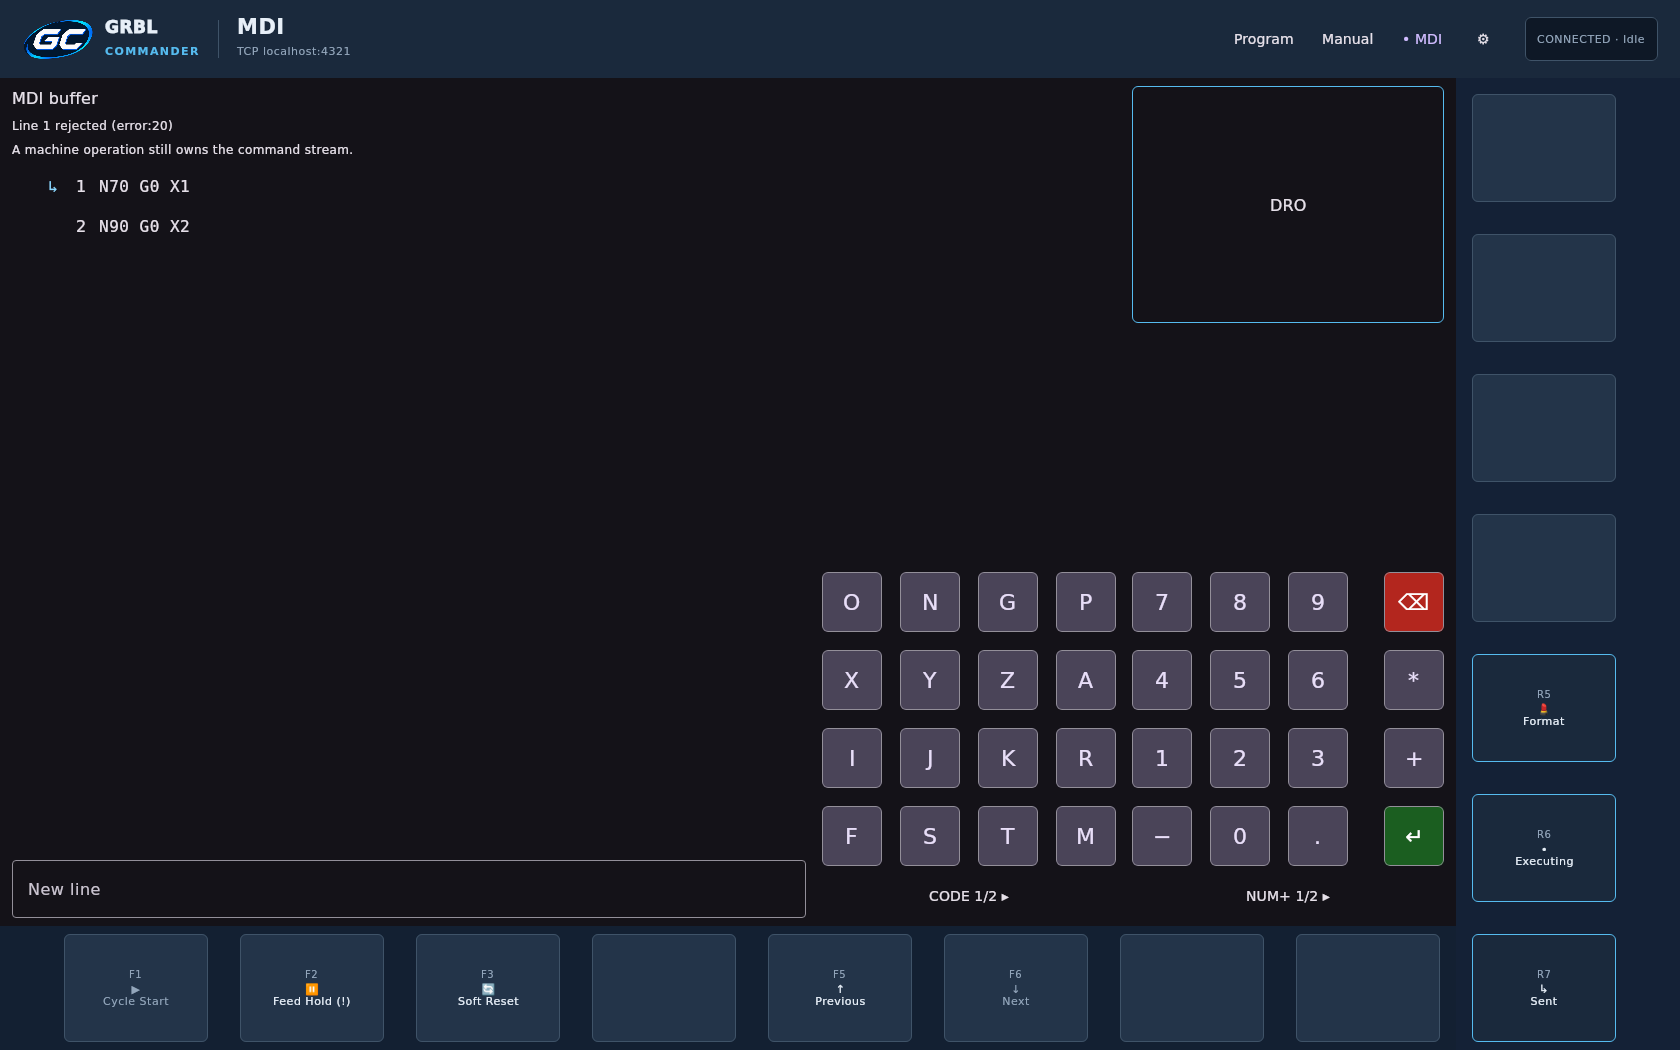 GC
GRBL
COMMANDER
MDI
TCP localhost:4321
Program
Manual
• MDI
⚙
CONNECTED · Idle
MDI buffer
Line 1 rejected (error:20)
A machine operation still owns the command stream.
↳ 1 N70 G0 X1
2 N90 G0 X2
DRO
O N G P 7 8 9 ⌫
X Y Z A 4 5 6 *
I J K R 1 2 3 +
F S T M − 0 . ↵
New line
CODE 1/2 ▸
NUM+ 1/2 ▸
R5
Format
R6
•
Executing
R7
↳
Sent
F1
▶
Cycle Start
F2
⏸
Feed Hold (!)
F3
🔄
Soft Reset
F5
↑
Previous
F6
↓
Next